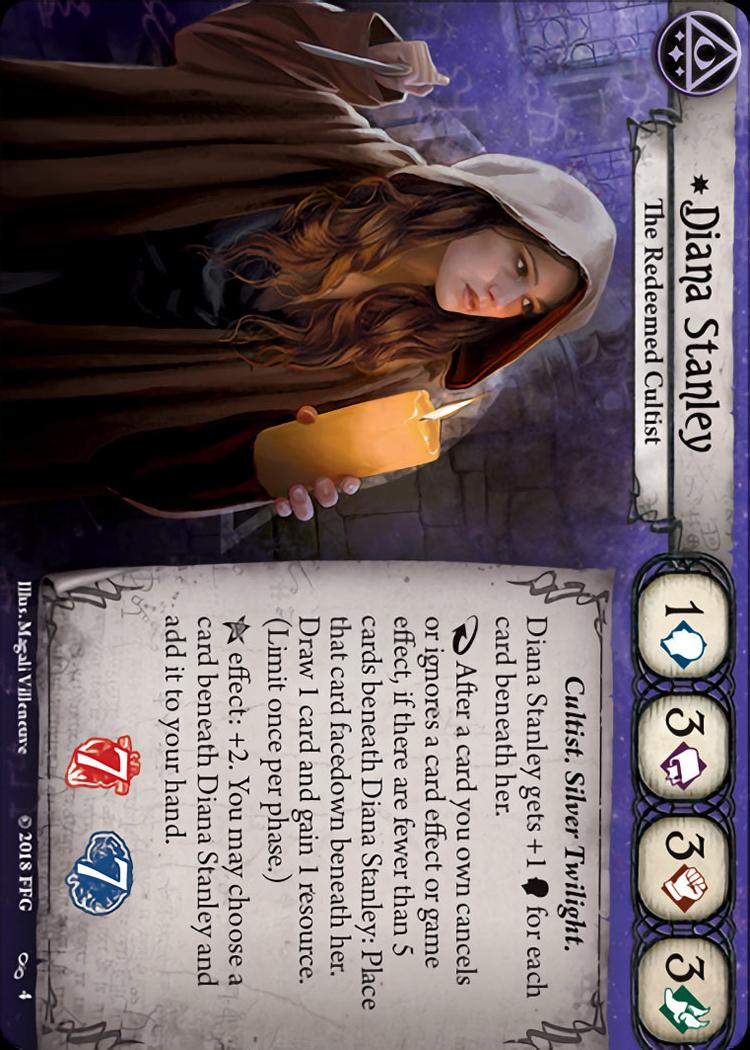 Diana Stanley
The Redeemed Cultist
1 3 3 3
Cultist. Silver Twilight.
Diana Stanley gets +1 for each
card beneath her.
After a card you own cancels
or ignores a card effect or game
effect, if there are fewer than 5
cards beneath Diana Stanley: Place
that card facedown beneath her.
Draw 1 card and gain 1 resource.
(Limit once per phase.)
effect: +2. You may choose a
card beneath Diana Stanley and
add it to your hand.
7 7
Illus. Magali Villeneuve © 2018 FFG 4